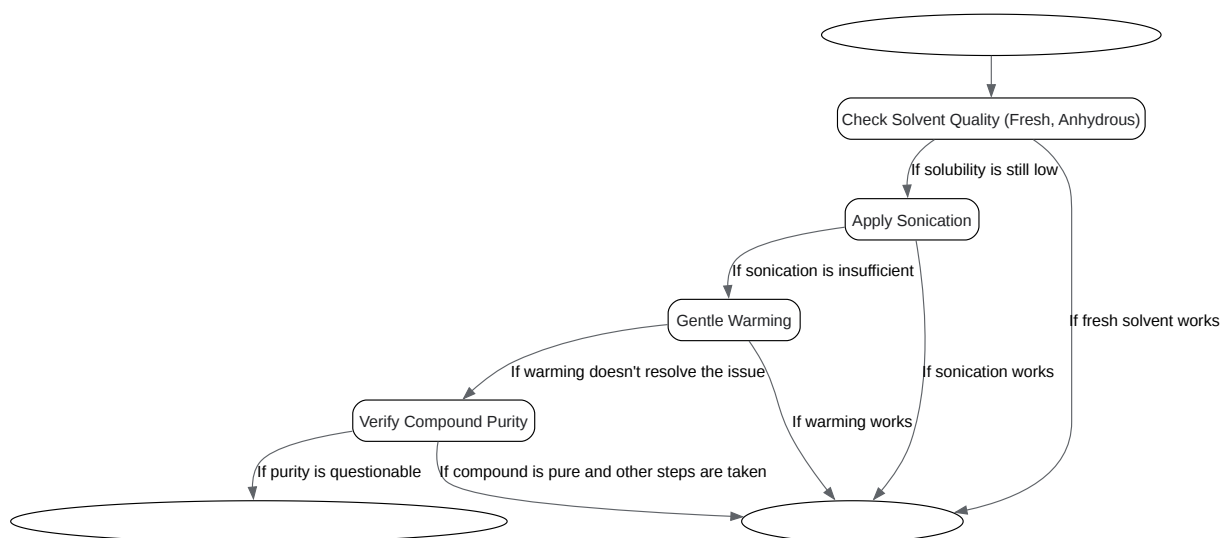 Check Solvent Quality (Fresh, Anhydrous)
If solubility is still low
Apply Sonication
If sonication is insufficient
Gentle Warming
If fresh solvent works
If warming doesn't resolve the issue
If sonication works
Verify Compound Purity
If warming works
If purity is questionable
If compound is pure and other steps are taken